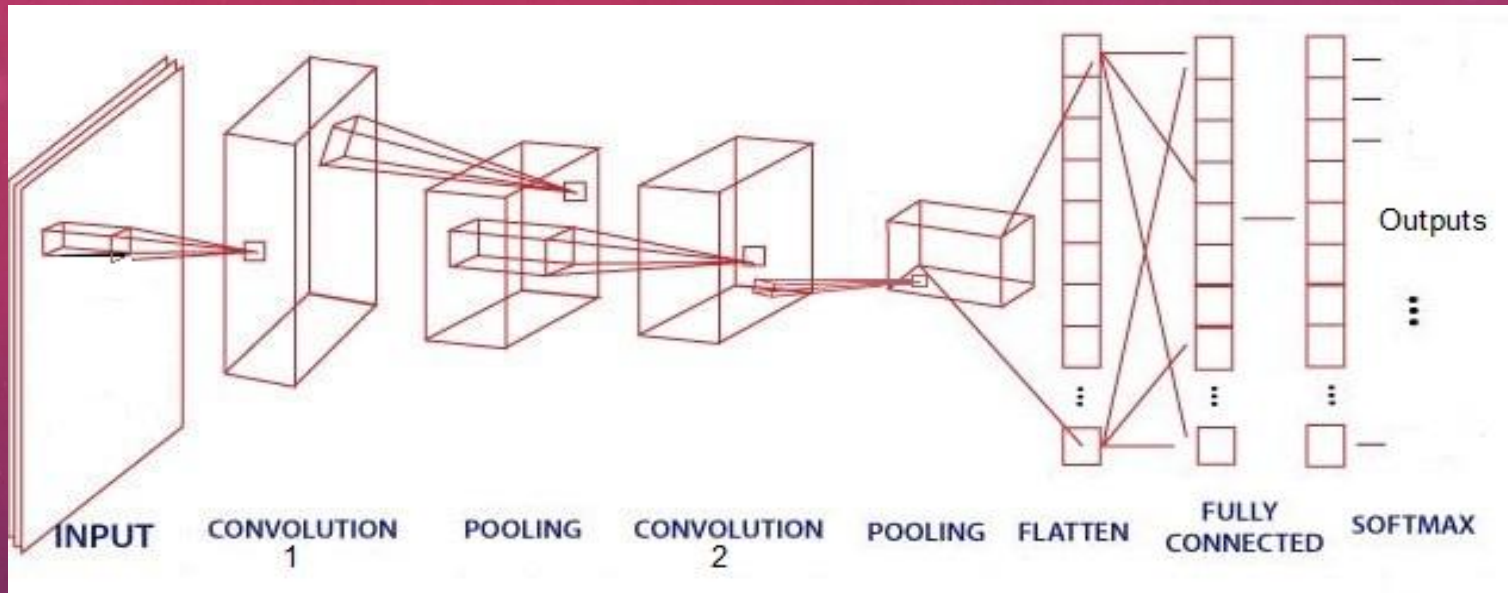 Outputs
INPUT
CONVOLUTION
1
POOLING
CONVOLUTION
2
POOLING
FLATTEN
FULLY
CONNECTED
SOFTMAX